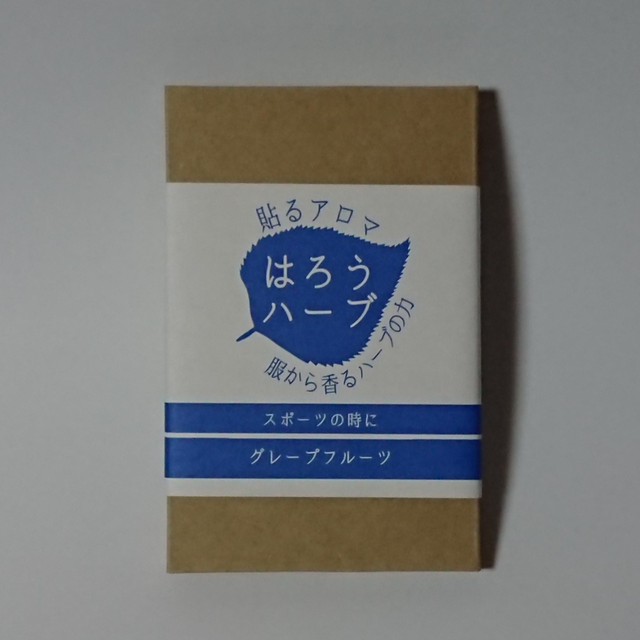 貼るアロマ
はろう
ハーブ
服から香るハーブの力
スポーツの時に
グレープフルーツ